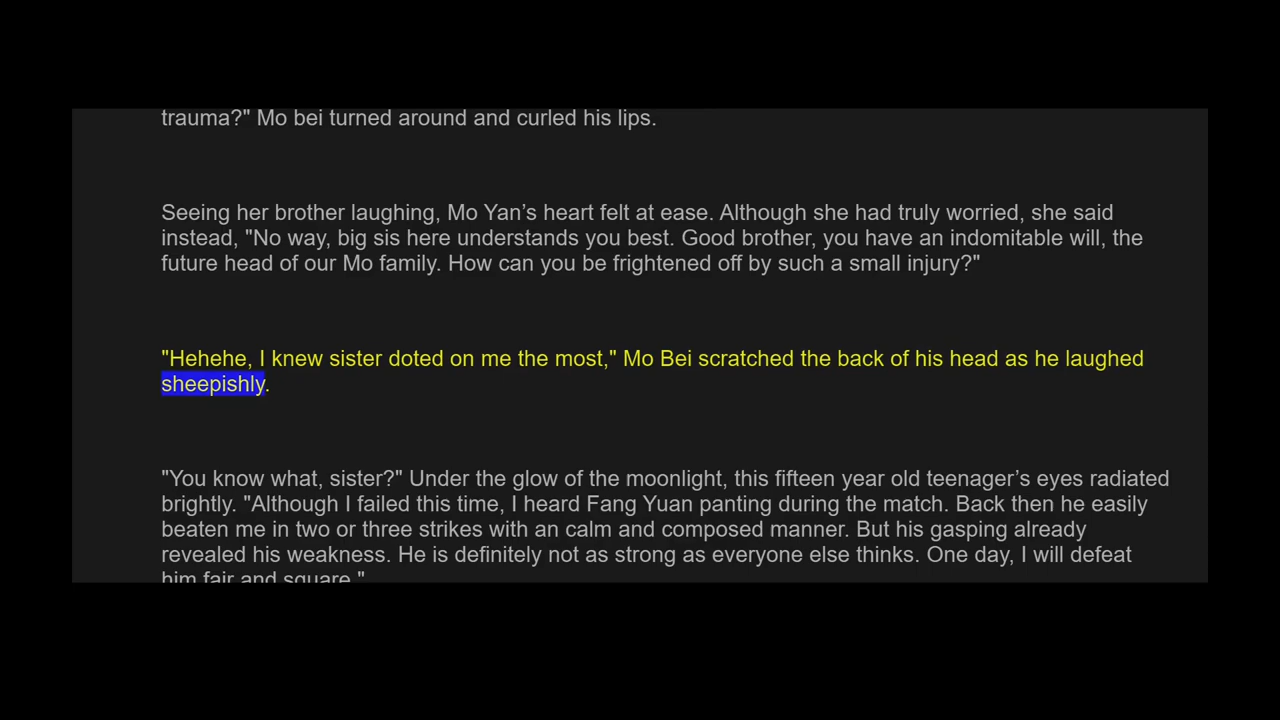 trauma?" Mo bei turned around and curled his lips.
Seeing her brother laughing, Mo Yan’s heart felt at ease. Although she had truly worried, she said
instead, "No way, big sis here understands you best. Good brother, you have an indomitable will, the
future head of our Mo family. How can you be frightened off by such a small injury?"
"Hehehe, I knew sister doted on me the most," Mo Bei scratched the back of his head as he laughed
sheepishly.
"You know what, sister?" Under the glow of the moonlight, this fifteen year old teenager’s eyes radiated
brightly. "Although I failed this time, I heard Fang Yuan panting during the match. Back then he easily
beaten me in two or three strikes with an calm and composed manner. But his gasping already
revealed his weakness. He is definitely not as strong as everyone else thinks. One day, I will defeat
him fair and square."